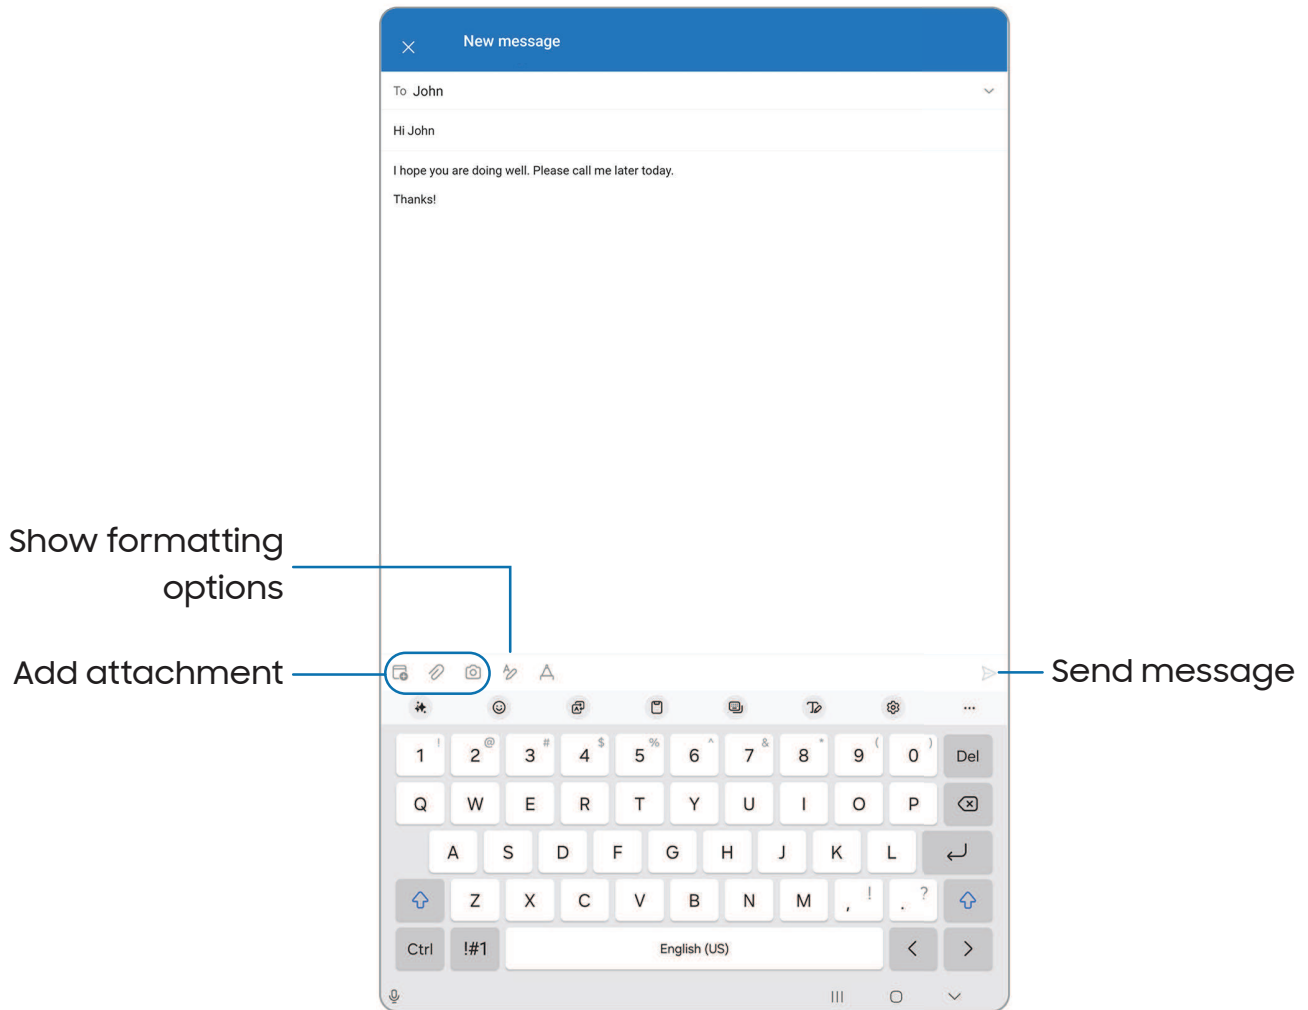 New message
To John
Hi John
I hope you are doing well. Please call me later today.
Thanks!
Show formatting
options
Add attachment
Send message
1 ! 2 @ 3 # 4 $ 5 % 6 ^ 7 & 8 * 9 ( 0 ) Del
Q W E R T Y U I O P
A S D F G H J K L
Z X C V B N M , ! . ?
Ctrl !#1 English (US) < >